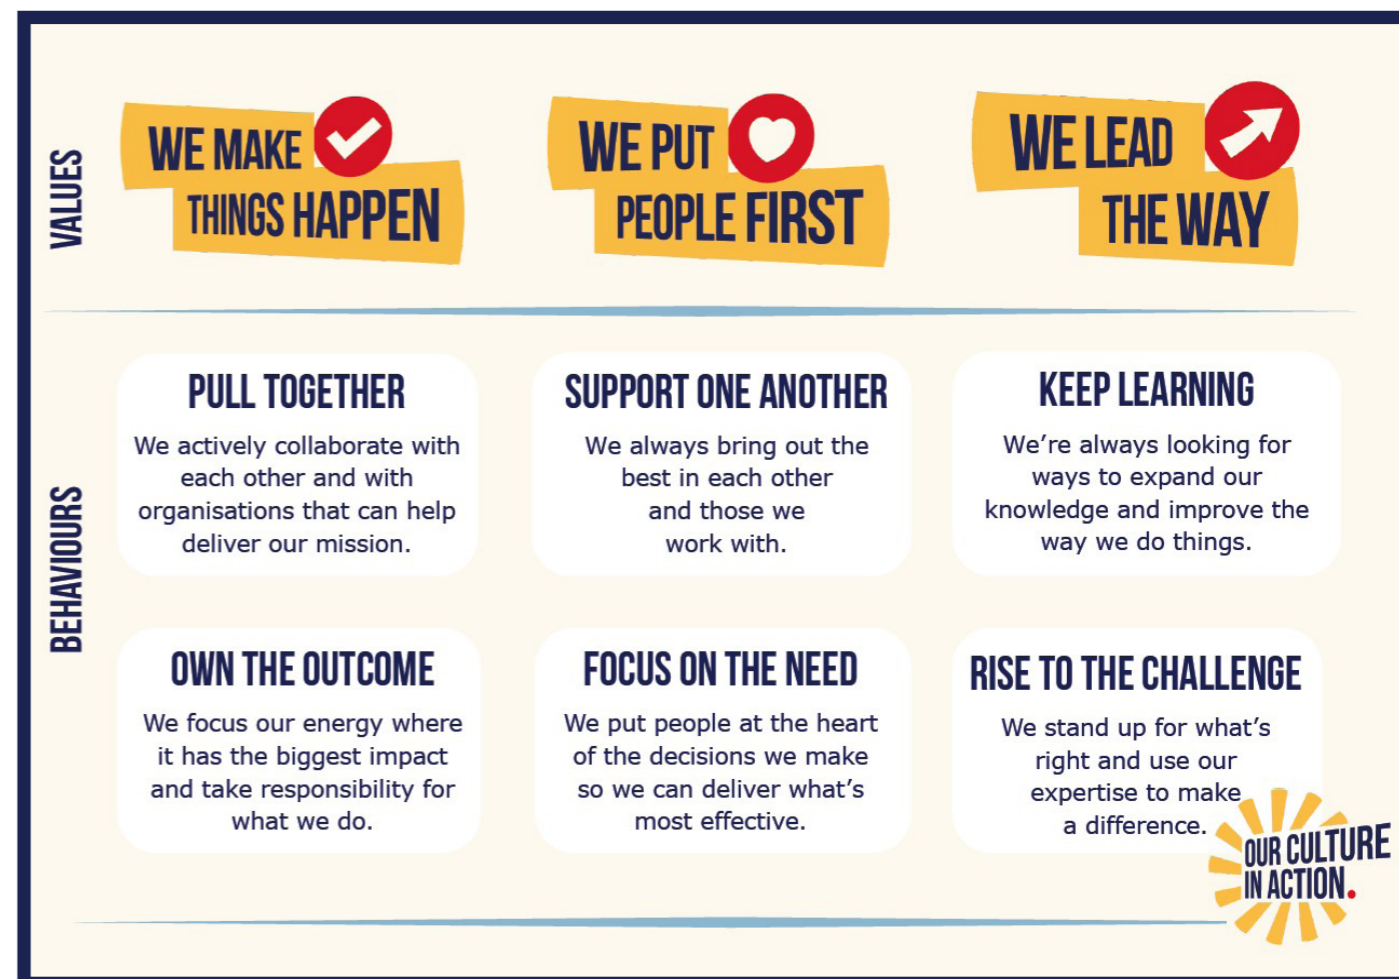 VALUES
WE MAKE
THINGS HAPPEN
WE PUT
PEOPLE FIRST
WE LEAD
THE WAY
BEHAVIOURS
PULL TOGETHER
We actively collaborate with
each other and with
organisations that can help
deliver our mission.
SUPPORT ONE ANOTHER
We always bring out the
best in each other
and those we
work with.
KEEP LEARNING
We’re always looking for
ways to expand our
knowledge and improve the
way we do things.
OWN THE OUTCOME
We focus our energy where
it has the biggest impact
and take responsibility for
what we do.
FOCUS ON THE NEED
We put people at the heart
of the decisions we make
so we can deliver what’s
most effective.
RISE TO THE CHALLENGE
We stand up for what’s
right and use our
expertise to make
a difference.
OUR CULTURE
IN ACTION.